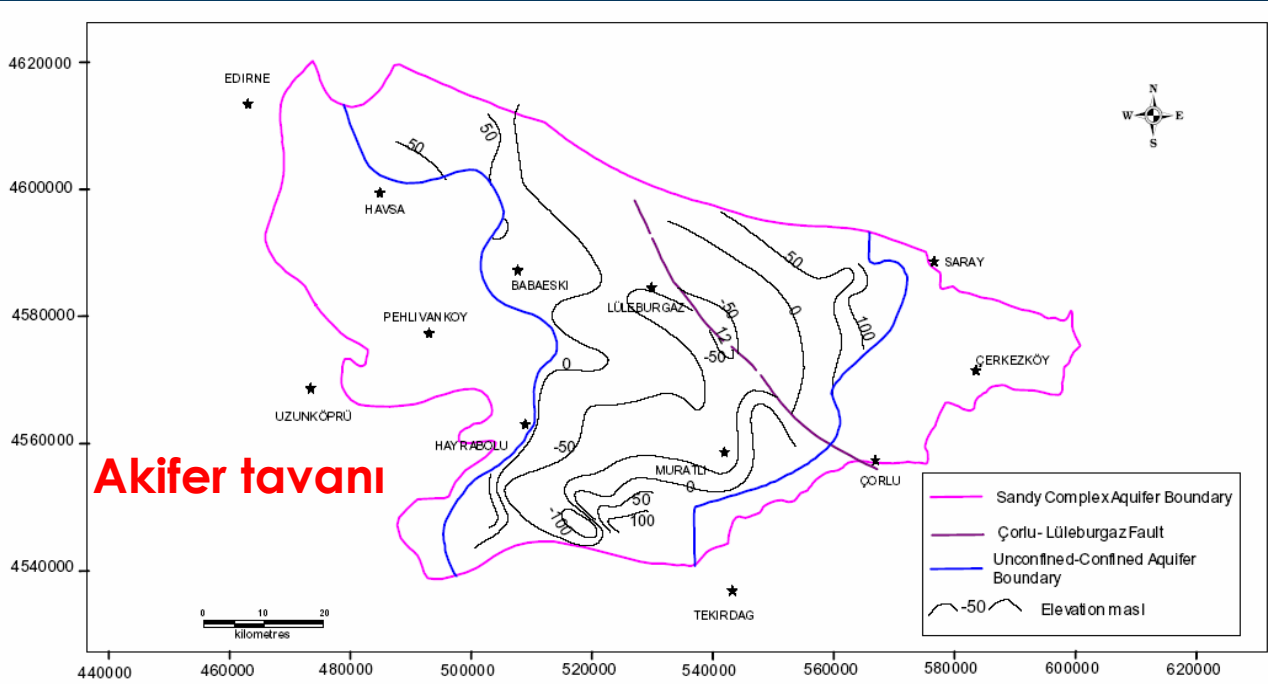 4620000
EDIRNE
N
W E
S
50
50
4600000
HAVSA
SARAY
50
BABAESKI
LÜLEBURGAZ
-50
0
100
4580000
PEHLIVANKOY
12
-50
0
ÇERKEZKÖY
UZUNKÖPRÜ
4560000
HAYRABOLU
-50
MURATLI
0
ÇORLU
Akifer tavanı
50
100
-100
Sandy Complex Aquifer Boundary
Çorlu- Lüleburgaz Fault
Unconfined-Confined Aquifer
Boundary
-50 Elevation masl
4540000
TEKIRDAG
0 10 20
kilometres
440000 460000 480000 500000 520000 540000 560000 580000 600000 620000